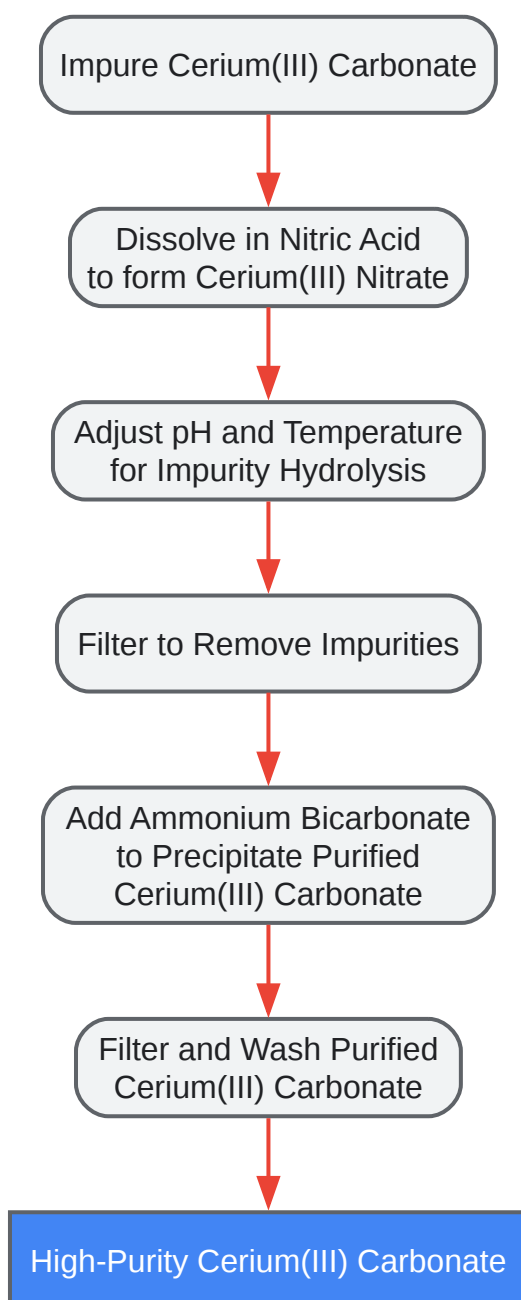 Impure Cerium(III) Carbonate
Dissolve in Nitric Acid
to form Cerium(III) Nitrate
Adjust pH and Temperature
for Impurity Hydrolysis
Filter to Remove Impurities
Add Ammonium Bicarbonate
to Precipitate Purified
Cerium(III) Carbonate
Filter and Wash Purified
Cerium(III) Carbonate
High-Purity Cerium(III) Carbonate